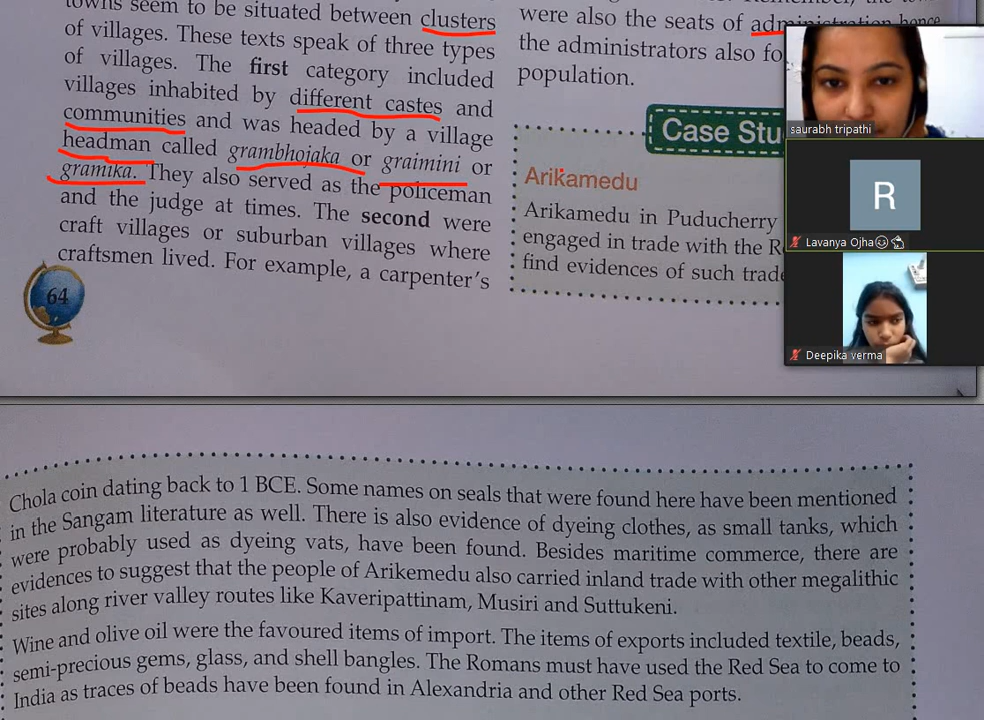 towns seem to be situated between clusters
of villages. These texts speak of three types
of villages. The first category included
villages inhabited by different castes and
communities and was headed by a village
headman called grambhojaka or graimini or
gramika. They also served as the policeman
and the judge at times. The second were
craft villages or suburban villages where
craftsmen lived. For example, a carpenter's
64
were also the seats of administration hence
the administrators also fo
population.
Case Stu
Arikamedu
Arikamedu in Puducherry
engaged in trade with the R
find evidences of such trade
saurabh tripathi
R
Lavanya Ojha
Deepika verma
Chola coin dating back to 1 BCE. Some names on seals that were found here have been mentioned
in the Sangam literature as well. There is also evidence of dyeing clothes, as small tanks, which
were probably used as dyeing vats, have been found. Besides maritime commerce, there are
evidences to suggest that the people of Arikemedu also carried inland trade with other megalithic
sites along river valley routes like Kaveripattinam, Musiri and Suttukeni.
Wine and olive oil were the favoured items of import. The items of exports included textile, beads,
semi-precious gems, glass, and shell bangles. The Romans must have used the Red Sea to come to
India as traces of beads have been found in Alexandria and other Red Sea ports.